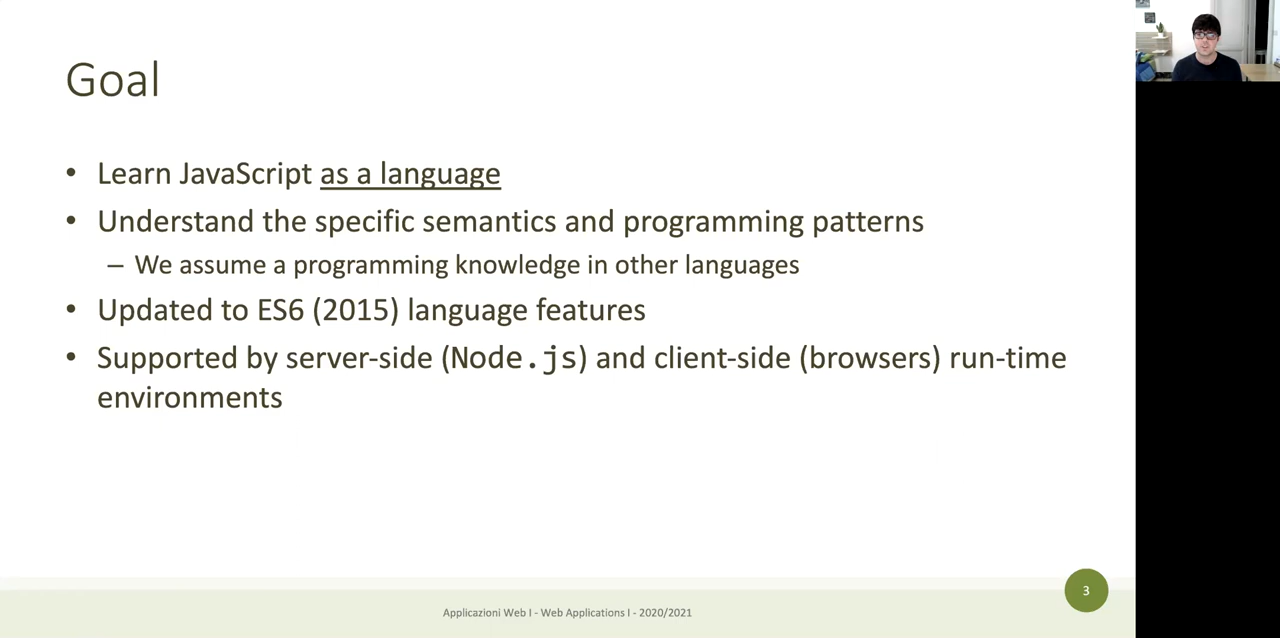 Goal
• Learn JavaScript as a language
• Understand the specific semantics and programming patterns
– We assume a programming knowledge in other languages
• Updated to ES6 (2015) language features
• Supported by server-side (Node.js) and client-side (browsers) run-time
environments
3
Applicazioni Web I - Web Applications I - 2020/2021